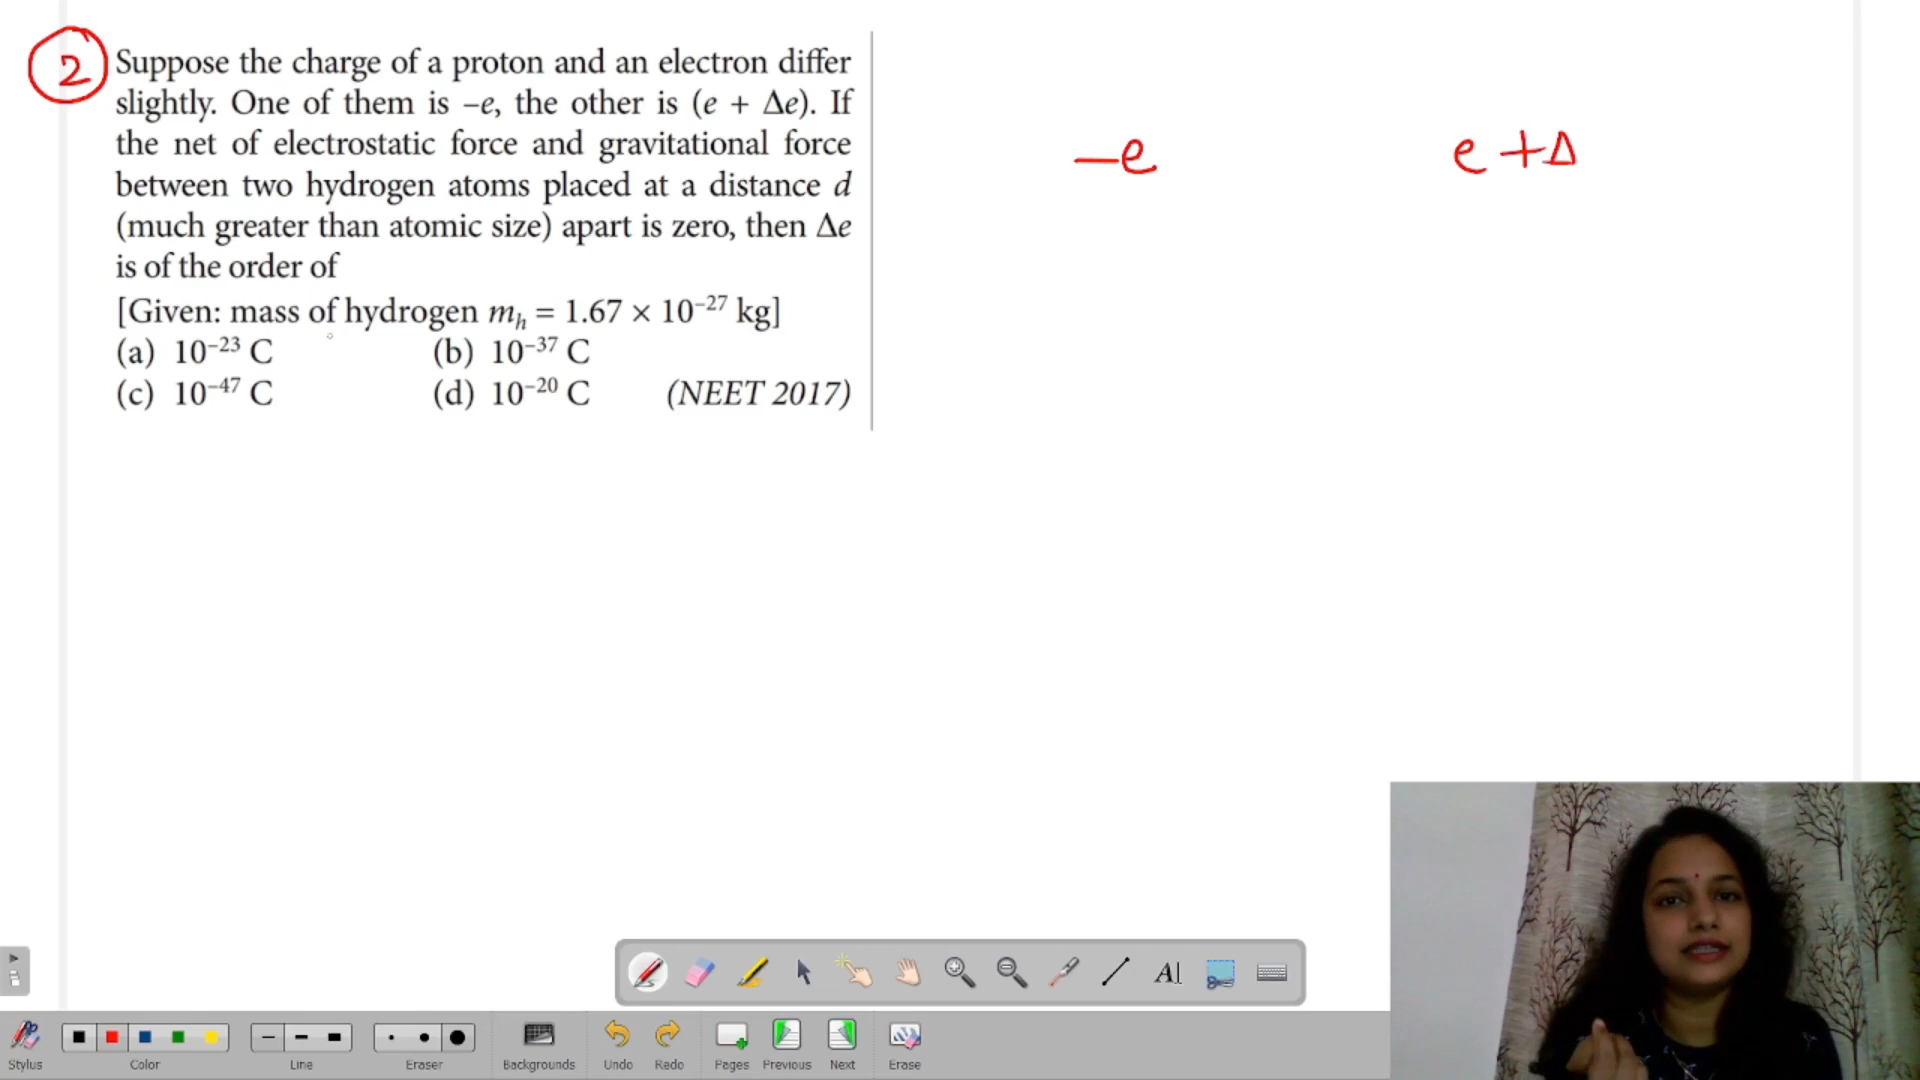 2
Suppose the charge of a proton and an electron differ
slightly. One of them is –e, the other is (e + Δe). If
the net of electrostatic force and gravitational force
between two hydrogen atoms placed at a distance d
(much greater than atomic size) apart is zero, then Δe
is of the order of
[Given: mass of hydrogen mₕ = 1.67 × 10⁻²⁷ kg]
(a) 10⁻²³ C (b) 10⁻³⁷ C
(c) 10⁻⁴⁷ C (d) 10⁻²⁰ C (NEET 2017)
–e e + Δ
AI
Stylus Color Line Eraser Backgrounds Undo Redo Pages Previous Next Erase